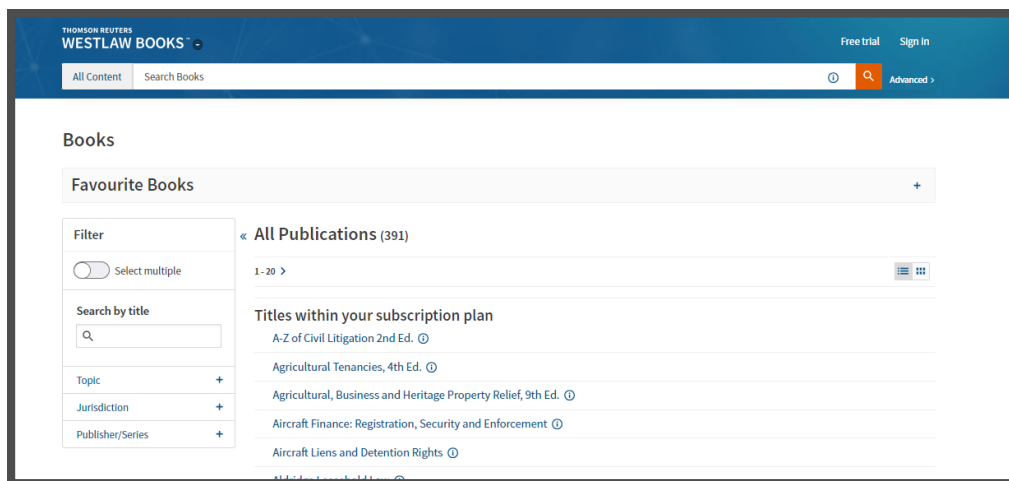 THOMSON REUTERS
WESTLAW BOOKS™
Free trial
Sign in
All Content
Search Books
Advanced >
Books
Favourite Books
+
Filter
Select multiple
Search by title
Topic +
Jurisdiction +
Publisher/Series +
« All Publications (391)
1 - 20 >
Titles within your subscription plan
A-Z of Civil Litigation 2nd Ed.
Agricultural Tenancies, 4th Ed.
Agricultural, Business and Heritage Property Relief, 9th Ed.
Aircraft Finance: Registration, Security and Enforcement
Aircraft Liens and Detention Rights